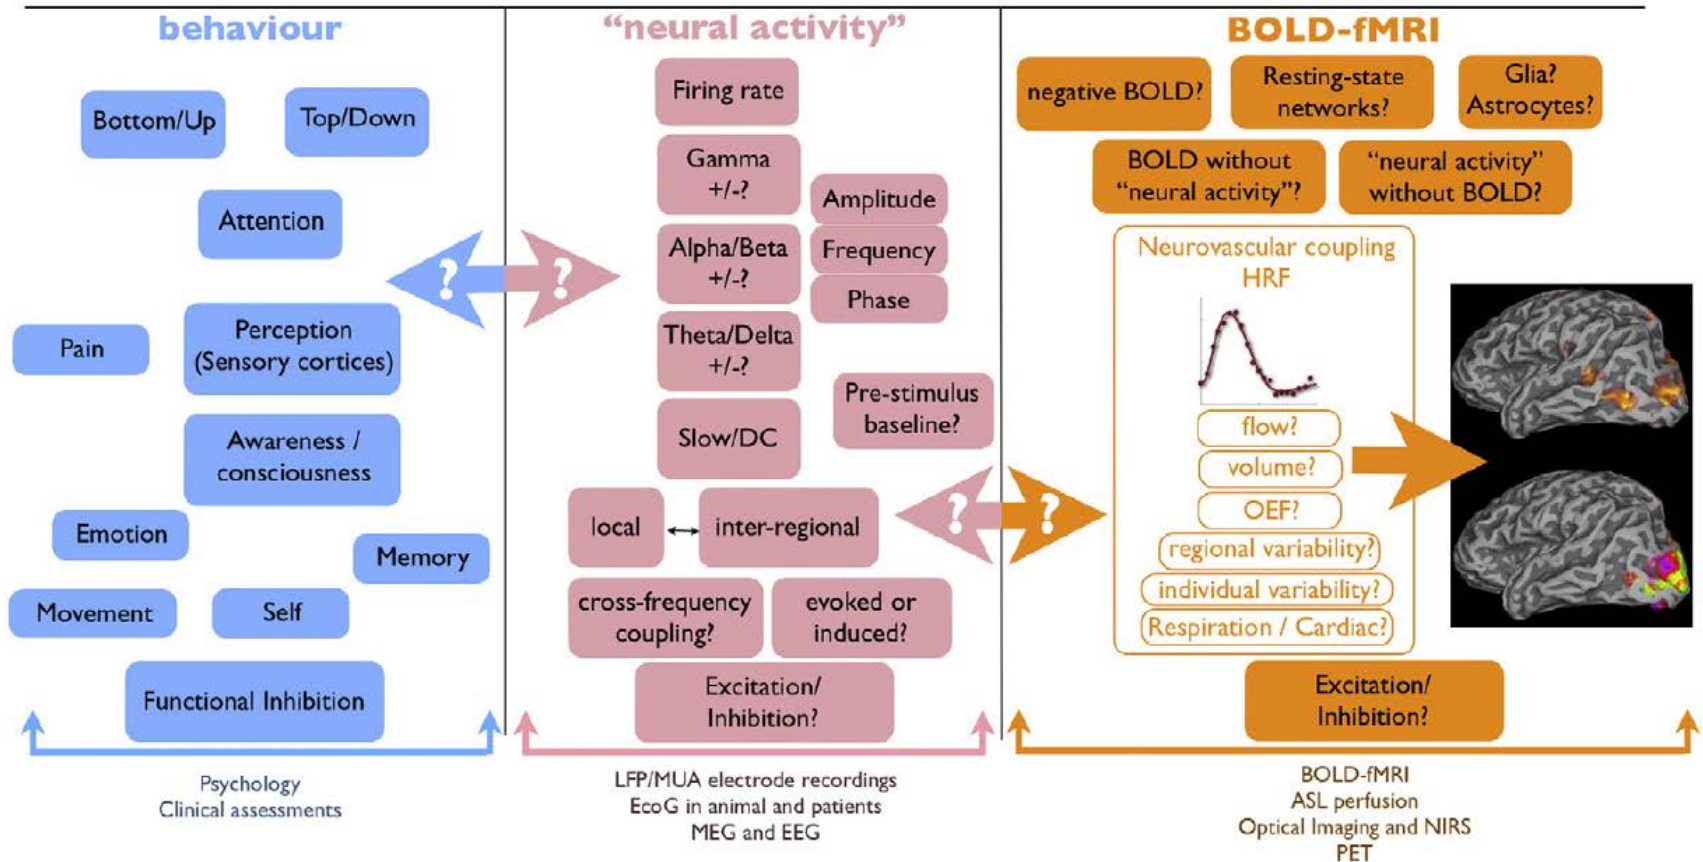 behaviour
Bottom/Up
Top/Down
Attention
?
Pain
Perception
(Sensory cortices)
Awareness /
consciousness
Emotion
Memory
Movement
Self
Functional Inhibition
Psychology
Clinical assessments
“neural activity”
Firing rate
Gamma
+/-?
Amplitude
Alpha/Beta
+/-?
Frequency
?
Phase
Theta/Delta
+/-?
Pre-stimulus
baseline?
Slow/DC
local
inter-regional
?
cross-frequency
coupling?
evoked or
induced?
Excitation/
Inhibition?
LFP/MUA electrode recordings
EcoG in animal and patients
MEG and EEG
BOLD-fMRI
negative BOLD?
Resting-state
networks?
Glia?
Astrocytes?
BOLD without
“neural activity”?
“neural activity”
without BOLD?
Neurovascular coupling
HRF
flow?
volume?
OEF?
?
regional variability?
individual variability?
Respiration / Cardiac?
Excitation/
Inhibition?
BOLD-fMRI
ASL perfusion
Optical Imaging and NIRS
PET